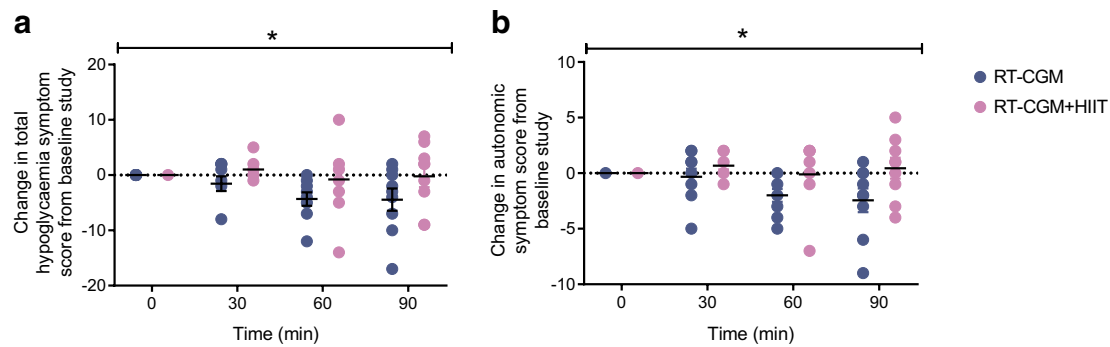 a
*
Change in total
hypoglycaemia symptom
score from baseline study
20
10
0
-10
-20
0
30
60
90
Time (min)
b
*
Change in autonomic
symptom score from
baseline study
10
5
0
-5
-10
0
30
60
90
Time (min)
RT-CGM
RT-CGM+HIIT